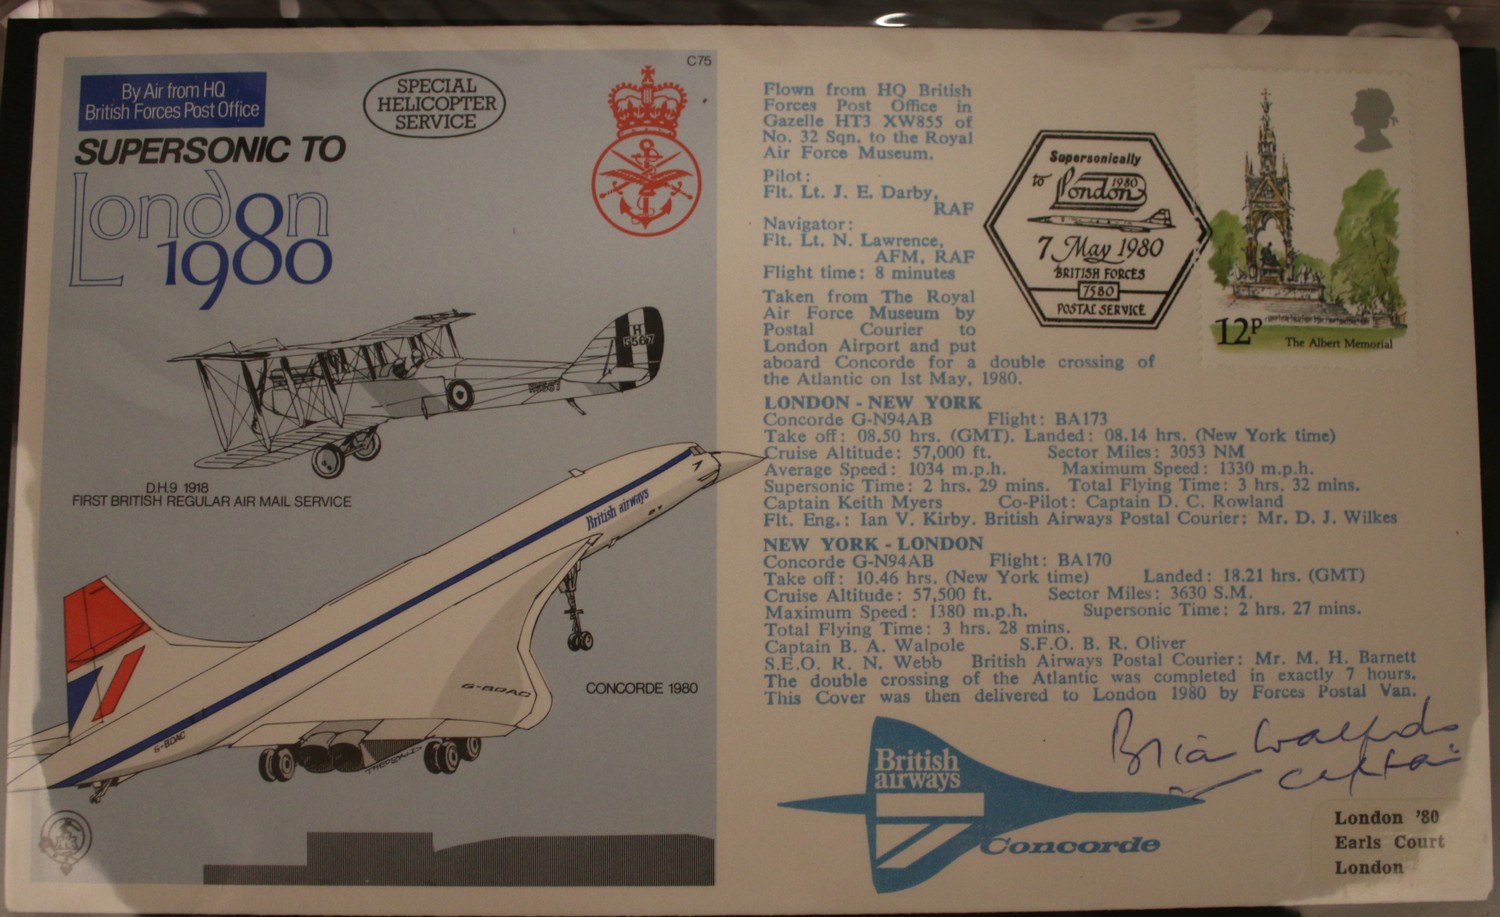 C75
By Air from HQ
British Forces Post Office
SPECIAL
HELICOPTER
SERVICE
SUPERSONIC TO
London
1980
H
5567
D.H.9 1918
FIRST BRITISH REGULAR AIR MAIL SERVICE
British airways
G-BOAC
G-BOAC
CONCORDE 1980
Flown from HQ British
Forces Post Office in
Gazelle HT3 XW855 of
No. 32 Sqn. to the Royal
Air Force Museum.
Pilot:
Flt. Lt. J. E. Darby,
RAF
Navigator:
Flt. Lt. N. Lawrence,
AFM, RAF
Flight time: 8 minutes
Taken from The Royal
Air Force Museum by
Postal Courier to
London Airport and put
aboard Concorde for a double crossing of
the Atlantic on 1st May, 1980.
LONDON - NEW YORK
Concorde G-N94AB Flight: BA173
Take off: 08.50 hrs. (GMT). Landed: 08.14 hrs. (New York time)
Cruise Altitude: 57,000 ft. Sector Miles: 3053 NM
Average Speed: 1034 m.p.h. Maximum Speed: 1330 m.p.h.
Supersonic Time: 2 hrs. 29 mins. Total Flying Time: 3 hrs. 32 mins.
Captain Keith Myers Co-Pilot: Captain D. C. Rowland
Flt. Eng.: Ian V. Kirby. British Airways Postal Courier: Mr. D. J. Wilkes
NEW YORK - LONDON
Concorde G-N94AB Flight: BA170
Take off: 10.46 hrs. (New York time) Landed: 18.21 hrs. (GMT)
Cruise Altitude: 57,500 ft. Sector Miles: 3630 S.M.
Maximum Speed: 1380 m.p.h. Supersonic Time: 2 hrs. 27 mins.
Total Flying Time: 3 hrs. 28 mins.
Captain B. A. Walpole S.F.O. B. R. Oliver
S.E.O. R. N. Webb British Airways Postal Courier: Mr. M. H. Barnett
The double crossing of the Atlantic was completed in exactly 7 hours.
This Cover was then delivered to London 1980 by Forces Postal Van.
Supersonically
to London 1980
7 May 1980
BRITISH FORCES
7580
POSTAL SERVICE
12P
The Albert Memorial
British
airways
Concorde
Brian
Captain
London '80
Earls Court
London